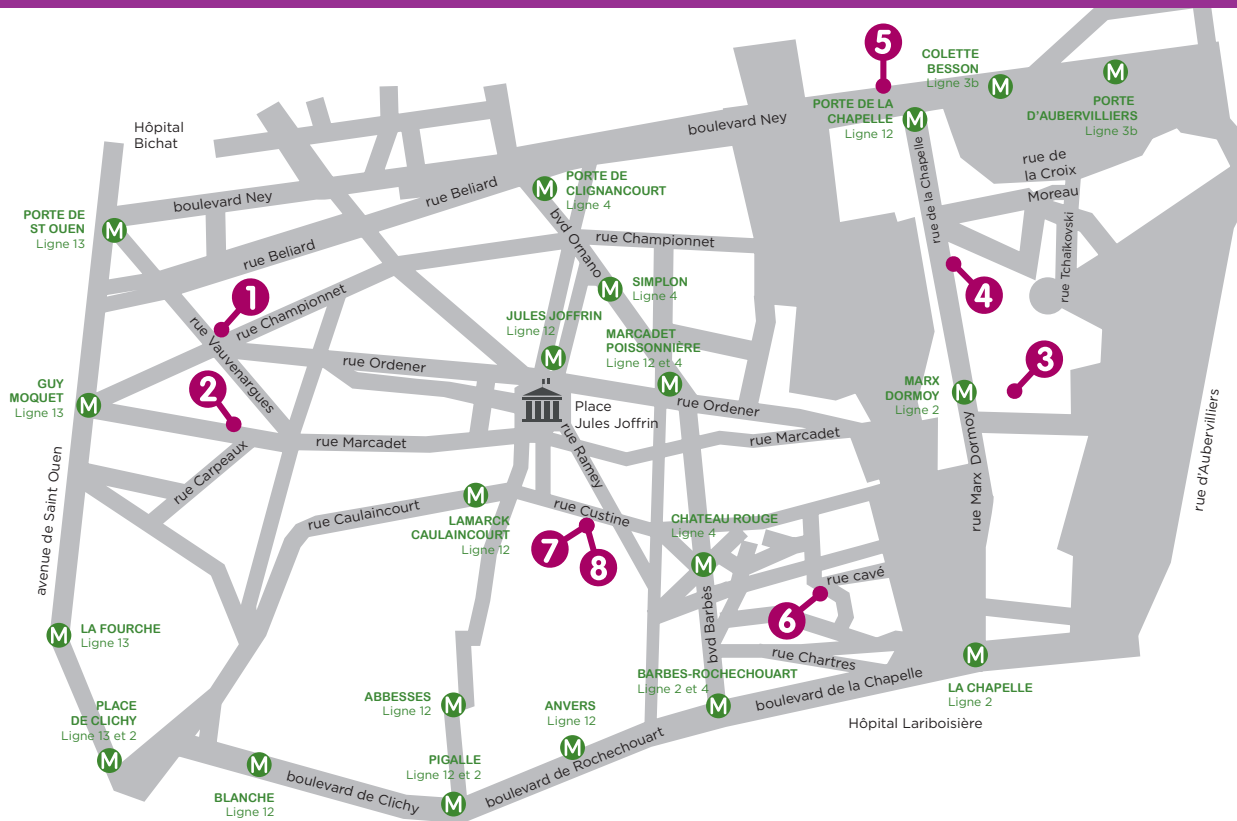 5
COLETTE
BESSON
Ligne 3b
M
M
PORTE
D'AUBERVILLIERS
Ligne 3b
PORTE DE LA
CHAPELLE
Ligne 12
M
boulevard Ney
Hôpital
Bichat
rue de
la Croix
Moreau
PORTE DE
CLIGNANCOURT
Ligne 4
M
boulevard Ney
rue Beliard
PORTE DE
ST OUEN
Ligne 13
M
rue de la Chapelle
bvd Ornano
rue Championnet
rue Beliard
rue Tchaïkovski
4
1
SIMPLON
Ligne 4
M
rue Championnet
rue Vauvenargues
JULES JOFFRIN
Ligne 12
M
MARCADET
POISSONNIÈRE
Ligne 12 et 4
M
rue Ordener
3
GUY
MOQUET
Ligne 13
M
2
MARX
DORMOY
Ligne 2
M
Place
Jules Joffrin
rue Ordener
rue Marcadet
rue Marcadet
rue Ramey
rue Carpeaux
rue d'Aubervilliers
avenue de Saint Ouen
rue Marx Dormoy
rue Caulaincourt
M
LAMARCK
CAULAINCOURT
Ligne 12
rue Custine
7
8
CHATEAU ROUGE
Ligne 4
M
rue cavé
6
bvd Barbès
LA FOURCHE
Ligne 13
M
rue Chartres
M
LA CHAPELLE
Ligne 2
BARBES-ROCHECHOUART
Ligne 2 et 4
M
boulevard de la Chapelle
Hôpital Lariboisière
ABBESSES
Ligne 12
M
ANVERS
Ligne 12
M
PLACE
DE CLICHY
Ligne 13 et 2
M
PIGALLE
Ligne 12 et 2
M
boulevard de Rochechouart
M
BLANCHE
Ligne 12
boulevard de Clichy